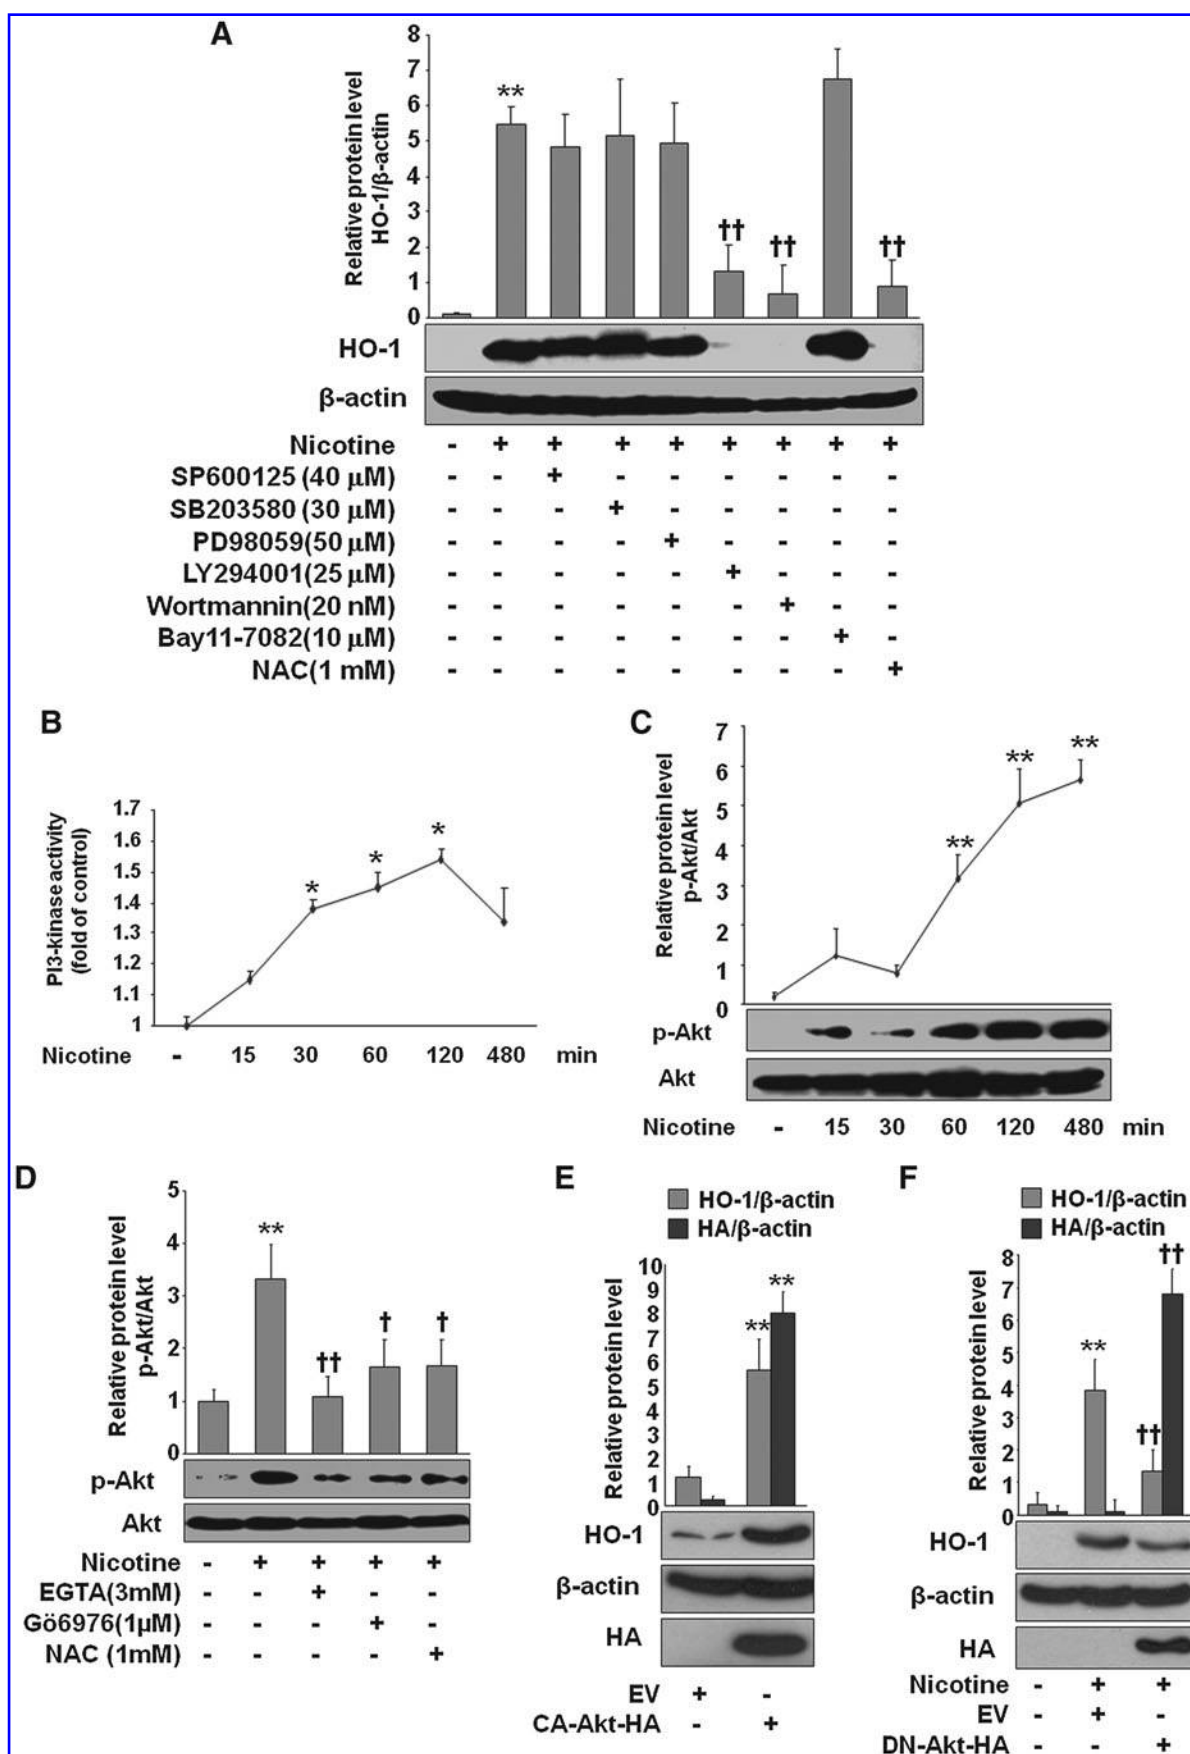 A
Relative protein level
HO-1/β-actin
8
7
6
5
4
3
2
1
0
**
††
††
††
HO-1
β-actin
Nicotine - + + + + + + + +
SP600125 (40 µM) - - + - - - - - -
SB203580 (30 µM) - - - + - - - - -
PD98059(50 µM) - - - - + - - - -
LY294001(25 µM) - - - - - + - - -
Wortmannin(20 nM) - - - - - - + - -
Bay11-7082(10 µM) - - - - - - - + -
NAC(1 mM) - - - - - - - - +
B
PI3-kinase activity
(fold of control)
1.7
1.6
1.5
1.4
1.3
1.2
1.1
1
*
*
*
Nicotine - 15 30 60 120 480 min
C
Relative protein level
p-Akt/Akt
7
6
5
4
3
2
1
0
**
**
**
p-Akt
Akt
Nicotine - 15 30 60 120 480 min
D
Relative protein level
p-Akt/Akt
5
4
3
2
1
0
**
††
†
†
p-Akt
Akt
Nicotine - + + + +
EGTA(3mM) - - + - -
Gö6976(1µM) - - - + -
NAC (1mM) - - - - +
E
HO-1/β-actin
HA/β-actin
Relative protein level
10
9
8
7
6
5
4
3
2
1
0
**
**
HO-1
β-actin
HA
EV + -
CA-Akt-HA - +
F
HO-1/β-actin
HA/β-actin
Relative protein level
8
7
6
5
4
3
2
1
0
**
††
††
HO-1
β-actin
HA
Nicotine - + +
EV - + -
DN-Akt-HA - - +